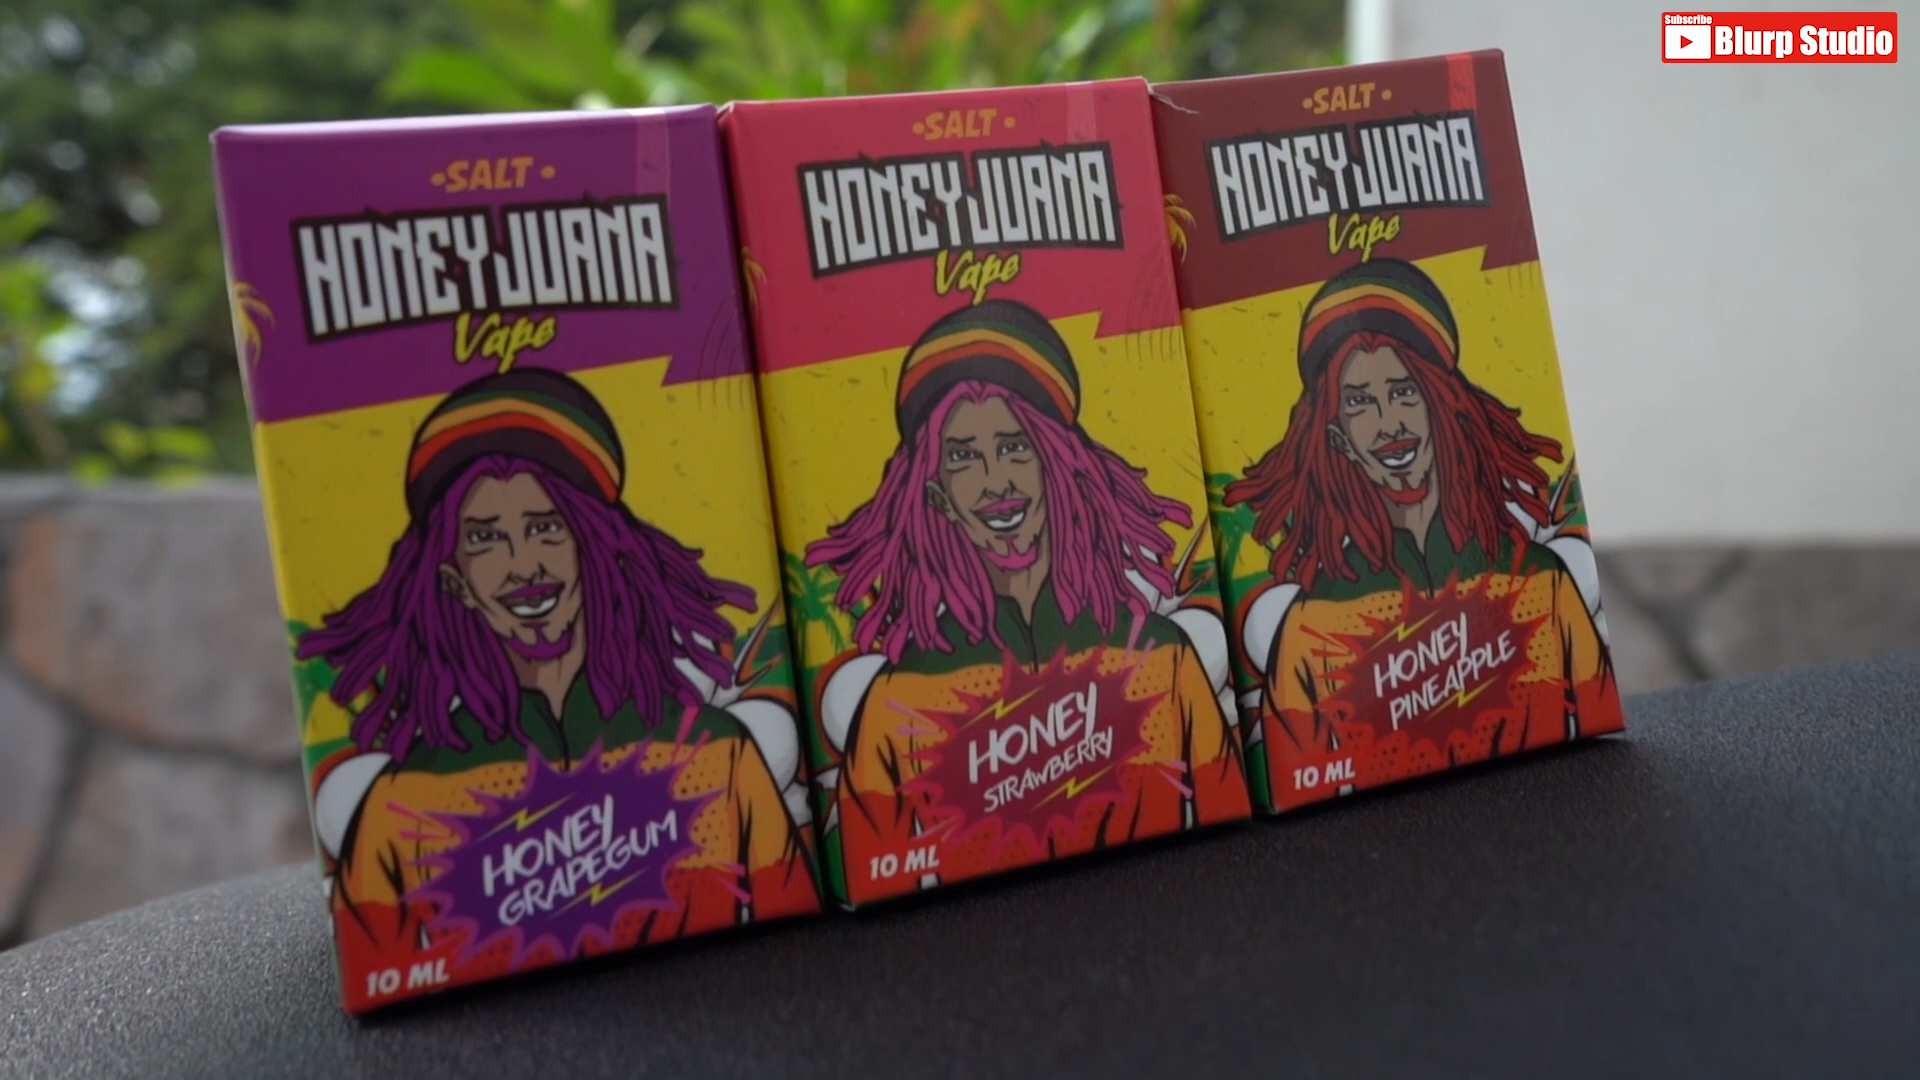 Subscribe
Blurp Studio
•SALT•
HONEYJUANA
Vape
HONEY
GRAPEGUM
10 ML
•SALT•
HONEYJUANA
Vape
HONEY
STRAWBERRY
10 ML
•SALT•
HONEYJUANA
Vape
HONEY
PINEAPPLE
10 ML